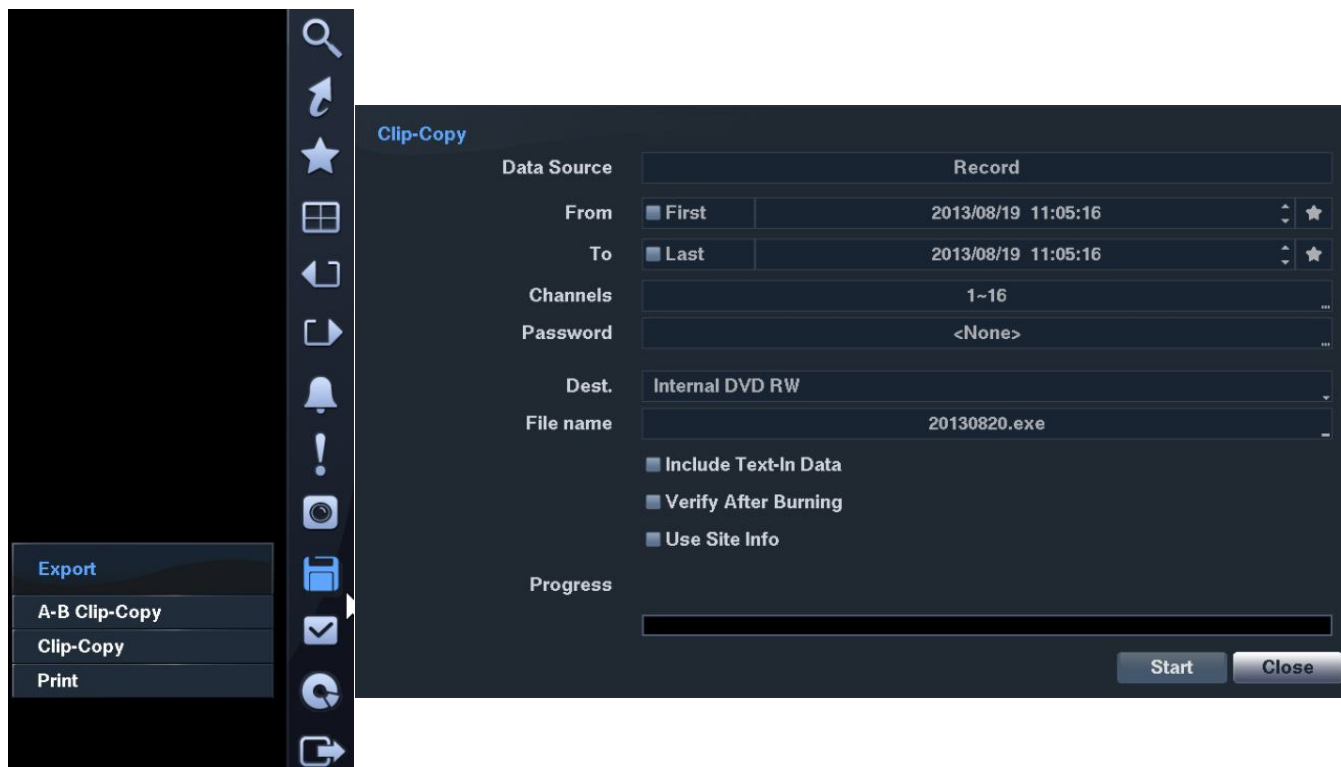 Export
A-B Clip-Copy
Clip-Copy
Print
Clip-Copy
Data Source Record
From First 2013/08/19 11:05:16
To Last 2013/08/19 11:05:16
Channels 1~16 ...
Password <None> ...
Dest. Internal DVD RW
File name 20130820.exe
Include Text-In Data
Verify After Burning
Use Site Info
Progress
Start Close